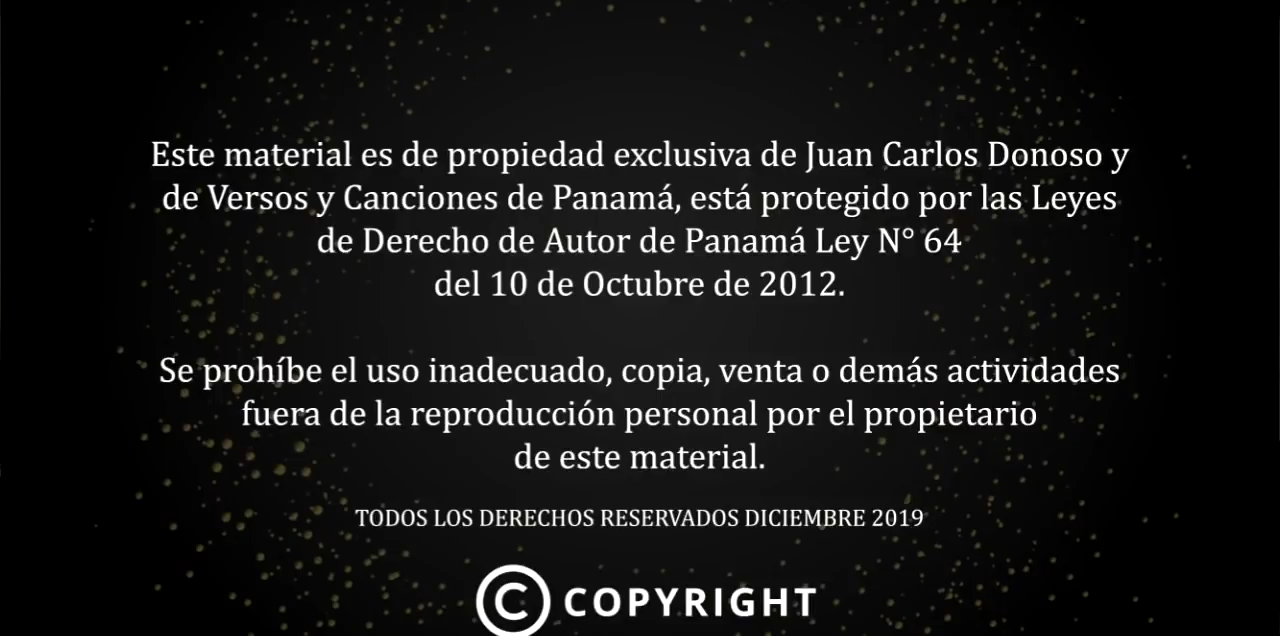 Este material es de propiedad exclusiva de Juan Carlos Donoso y
de Versos y Canciones de Panamá, está protegido por las Leyes
de Derecho de Autor de Panamá Ley N° 64
del 10 de Octubre de 2012.
Se prohíbe el uso inadecuado, copia, venta o demás actividades
fuera de la reproducción personal por el propietario
de este material.
TODOS LOS DERECHOS RESERVADOS DICIEMBRE 2019
© COPYRIGHT